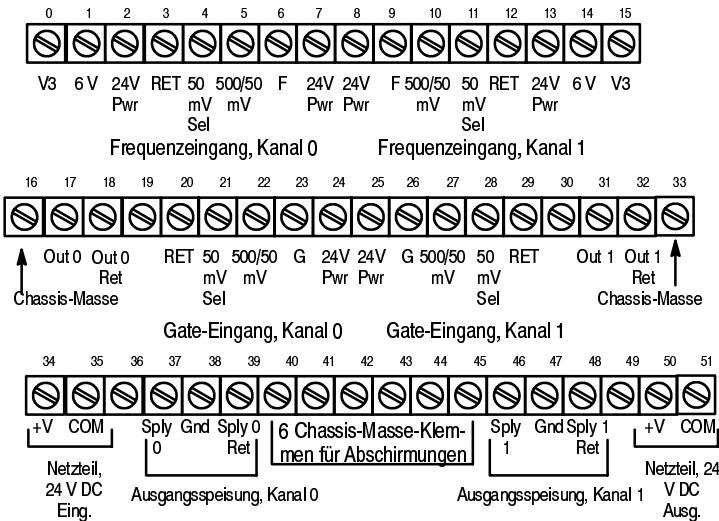 0 1 2 3 4 5 6 7 8 9 10 11 12 13 14 15
V3 6 V 24V RET 50 500/50 F 24V 24V F 500/50 50 RET 24V 6 V V3
Pwr mV mV Pwr Pwr mV mV Pwr
Sel Sel
Frequenzeingang, Kanal 0 Frequenzeingang, Kanal 1
16 17 18 19 20 21 22 23 24 25 26 27 28 29 30 31 32 33
Out 0 Out 0 RET 50 500/50 G 24V 24V G 500/50 50 RET Out 1 Out 1
Ret mV mV Pwr Pwr mV mV Ret
Chassis-Masse Sel Sel Chassis-Masse
Gate-Eingang, Kanal 0 Gate-Eingang, Kanal 1
34 35 36 37 38 39 40 41 42 43 44 45 46 47 48 49 50 51
+V COM Sply Gnd Sply 0 6 Chassis-Masse-Klem- Sply Gnd Sply 1 +V COM
0 Ret men für Abschirmungen 1 Ret
Netzteil, Netzteil, 24
24 V DC Ausgangsspeisung, Kanal 0 Ausgangsspeisung, Kanal 1 V DC
Eing. Ausg.